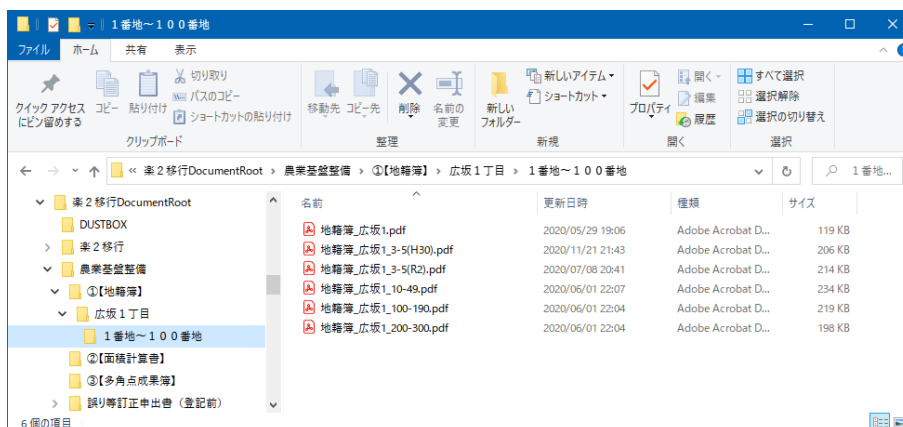 1番地～１００番地
ファイル ホーム 共有 表示
クイック アクセスにピン留めする
コピー
貼り付け
切り取り
パスのコピー
ショートカットの貼り付け
クリップボード
移動先 コピー先 削除 名前の変更
整理
新しいフォルダー
新しいアイテム
ショートカット
新規
プロパティ
開く
編集
履歴
開く
すべて選択
選択解除
選択の切り替え
選択
« 楽２移行DocumentRoot › 農業基盤整備 › ①【地籍簿】 › 広坂１丁目 › 1番地～１００番地
1番地...
楽２移行DocumentRoot
DUSTBOX
楽２移行
農業基盤整備
①【地籍簿】
広坂１丁目
1番地～１００番地
②【面積計算書】
③【多角点成果簿】
誤り等訂正申出書（登記前）
名前 更新日時 種類 サイズ
地籍簿_広坂1.pdf 2020/05/29 19:06 Adobe Acrobat D... 119 KB
地籍簿_広坂1_3-5(H30).pdf 2020/11/21 21:43 Adobe Acrobat D... 206 KB
地籍簿_広坂1_3-5(R2).pdf 2020/07/08 20:41 Adobe Acrobat D... 214 KB
地籍簿_広坂1_10-49.pdf 2020/06/01 22:07 Adobe Acrobat D... 234 KB
地籍簿_広坂1_100-190.pdf 2020/06/01 22:04 Adobe Acrobat D... 219 KB
地籍簿_広坂1_200-300.pdf 2020/06/01 22:04 Adobe Acrobat D... 198 KB
6 個の項目